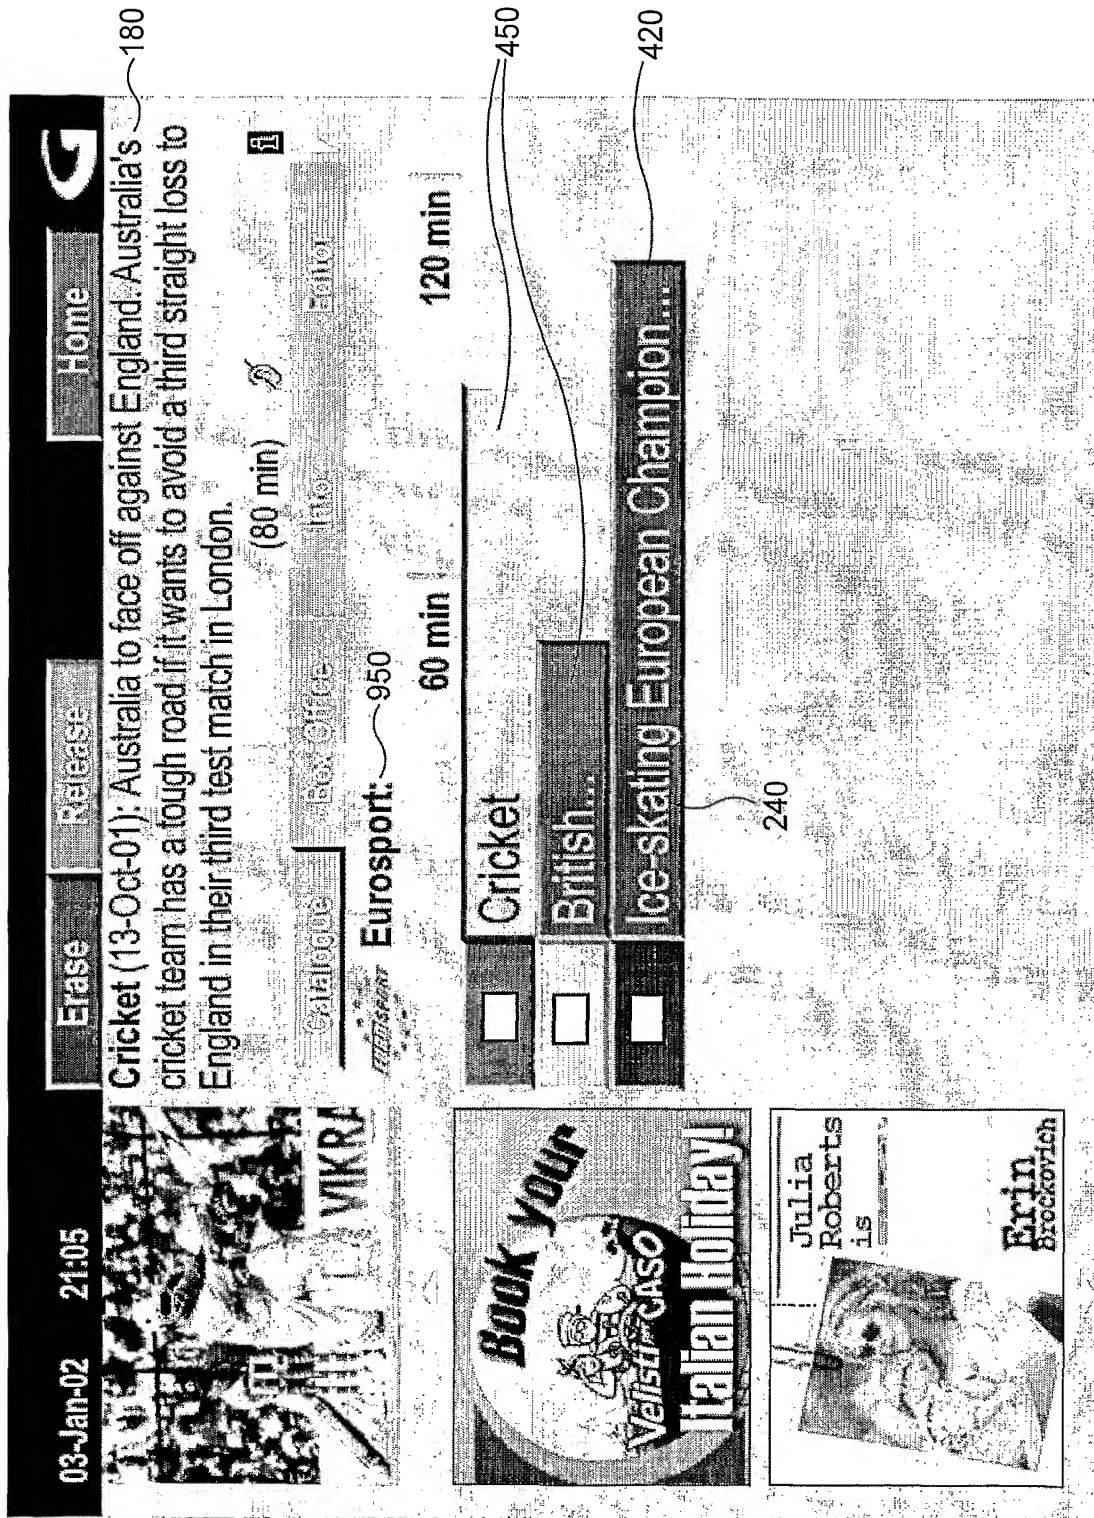 03-Jan-02 21:05
Erase
Release
Home
Cricket (13-Oct-01): Australia to face off against England. Australia's
cricket team has a tough road if it wants to avoid a third straight loss to
England in their third test match in London.
(80 min)
180
Catalogue
Box Office
Intro
Editor
EUROSPORT
Eurosport:
950
60 min
120 min
Cricket
British...
Ice-skating European Champion...
450
420
240
VIKRA
Book your
Italian Holiday!
Julia
Roberts
is
Erin
Brockovich